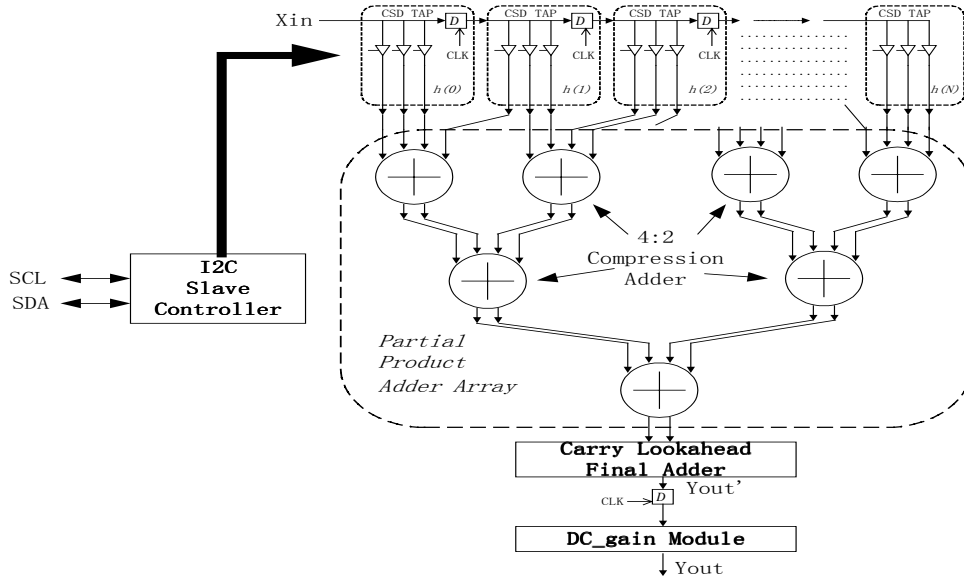 Xin
CSD TAP
D
CLK
h(0)
CSD TAP
D
CLK
h(1)
CSD TAP
D
CLK
h(2)
CSD TAP
h(N)
4:2
Compression
Adder
SCL
SDA
I2C
Slave
Controller
Partial
Product
Adder Array
Carry Lookahead
Final Adder
Yout'
CLK
D
DC_gain Module
Yout